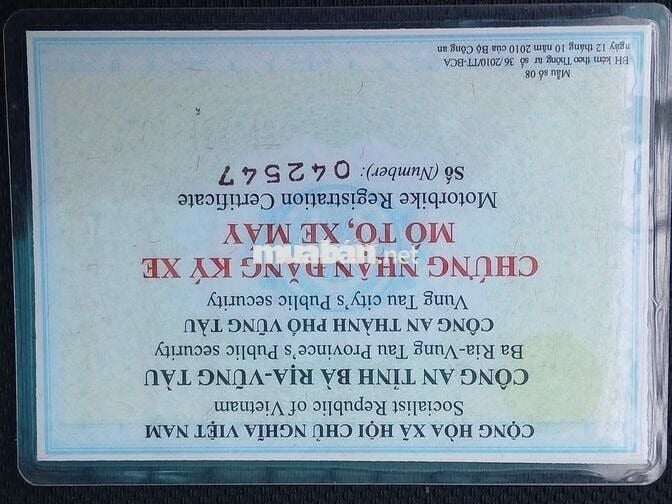 CỘNG HÒA XÃ HỘI CHỦ NGHĨA VIỆT NAM
Socialist Republic of Vietnam
CÔNG AN TỈNH BÀ RỊA-VŨNG TÀU
Ba Ria-Vung Tau Province's Public security
CÔNG AN THÀNH PHỐ VŨNG TÀU
Vung Tau city's Public security
CHỨNG NHẬN ĐĂNG KÝ XE
MÔ TÔ, XE MÁY
Motorbike Registration Certificate
Số (Number): 042547
Mẫu số 08
BH kèm theo Thông tư số 36/2010/TT-BCA
ngày 12 tháng 10 năm 2010 của Bộ Công an
muaban.net